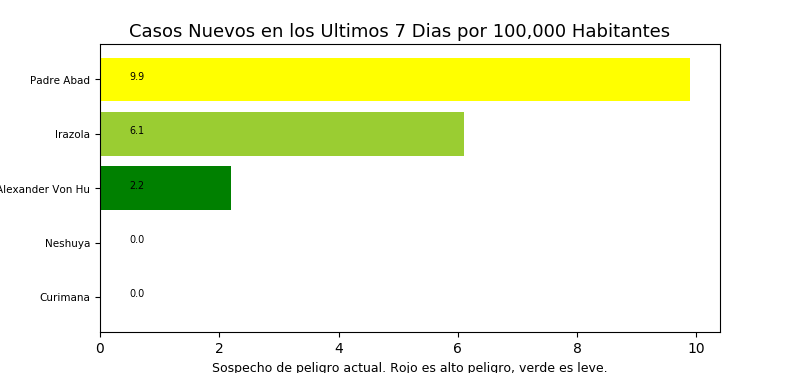 Casos Nuevos en los Ultimos 7 Dias por 100,000 Habitantes
Padre Abad 9.9
Irazola 6.1
Alexander Von Hu 2.2
Neshuya 0.0
Curimana 0.0
0 2 4 6 8 10
Sospecho de peligro actual. Rojo es alto peligro, verde es leve.